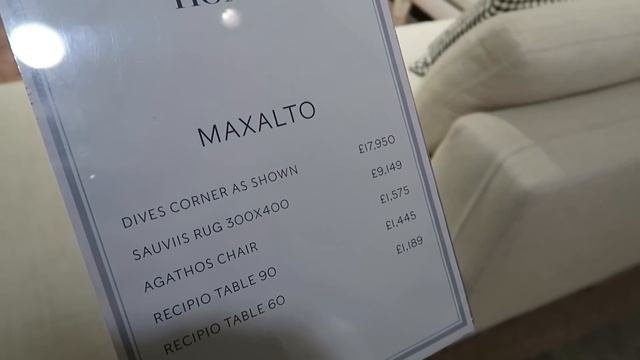 MAXALTO
DIVES CORNER AS SHOWN £17,950
SAUVIIS RUG 300X400 £9,149
AGATHOS CHAIR £1,575
RECIPIO TABLE 90 £1,445
RECIPIO TABLE 60 £1,189